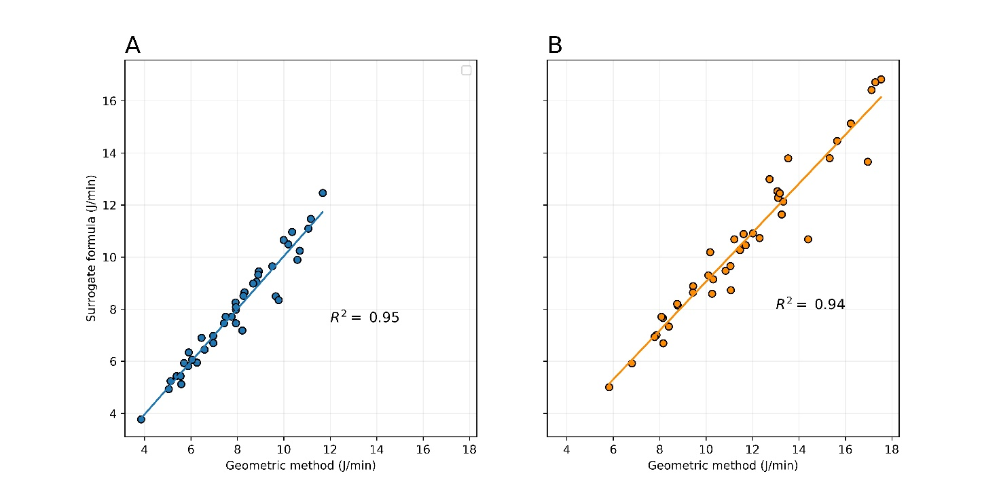 A
B
16
14
12
10
8
6
4
Surrogate formula (J/min)
R² = 0.95
R² = 0.94
4 6 8 10 12 14 16 18
4 6 8 10 12 14 16 18
Geometric method (J/min)
Geometric method (J/min)